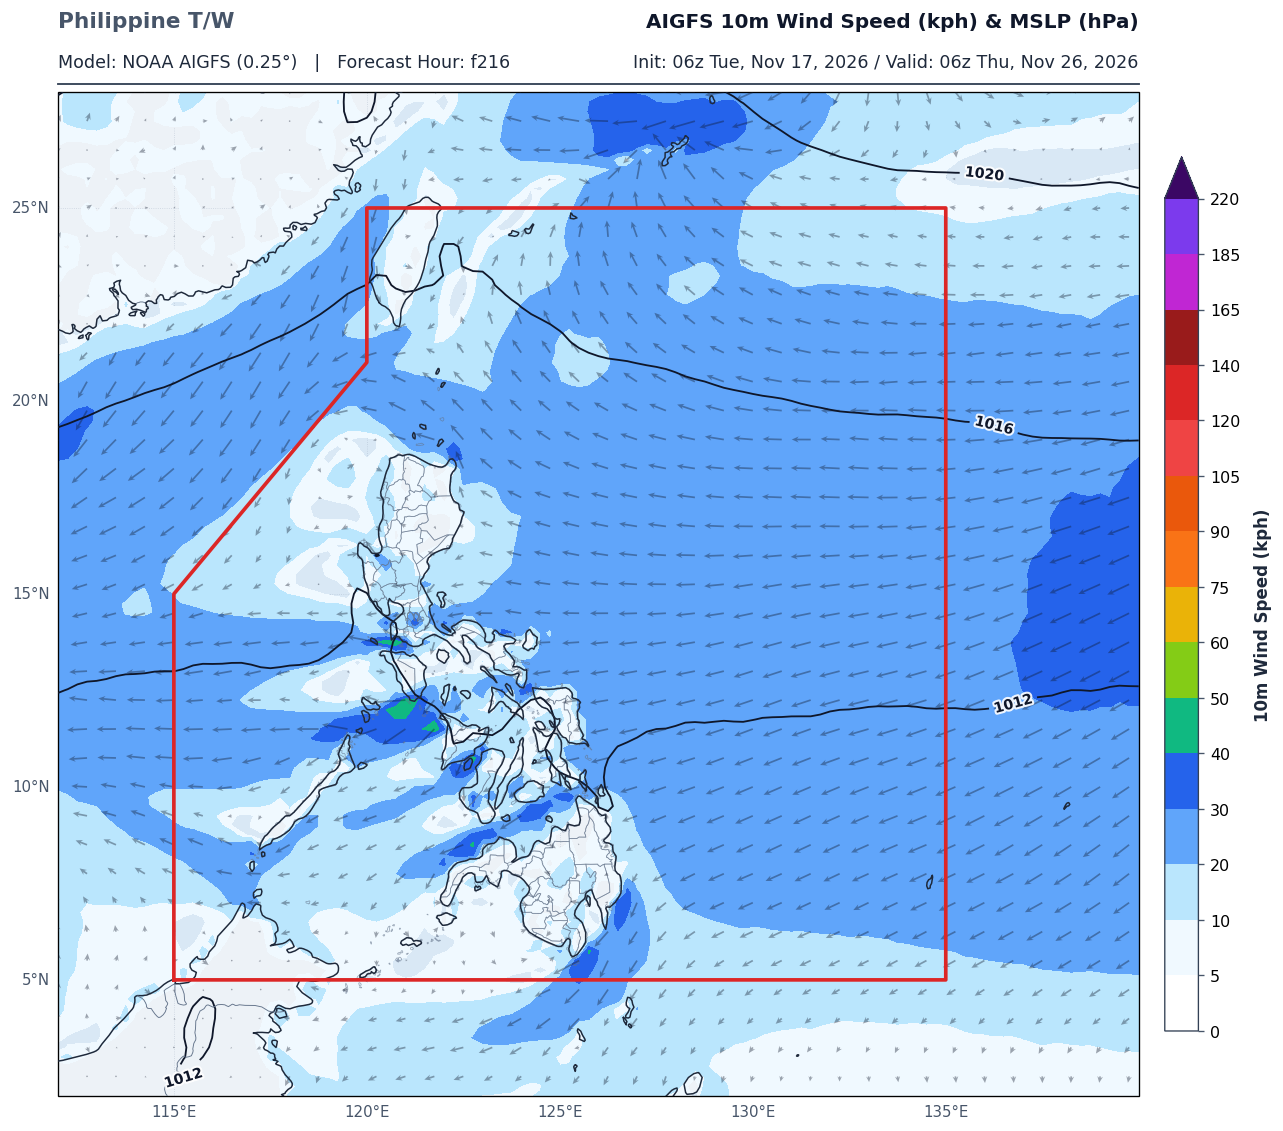 Philippine T/W
AIGFS 10m Wind Speed (kph) & MSLP (hPa)
Model: NOAA AIGFS (0.25°) | Forecast Hour: f216
Init: 06z Tue, Nov 17, 2026 / Valid: 06z Thu, Nov 26, 2026
1020
1016
1012
1012
25°N
20°N
15°N
10°N
5°N
115°E
120°E
125°E
130°E
135°E
220
185
165
140
120
105
90
75
60
50
40
30
20
10
5
0
10m Wind Speed (kph)